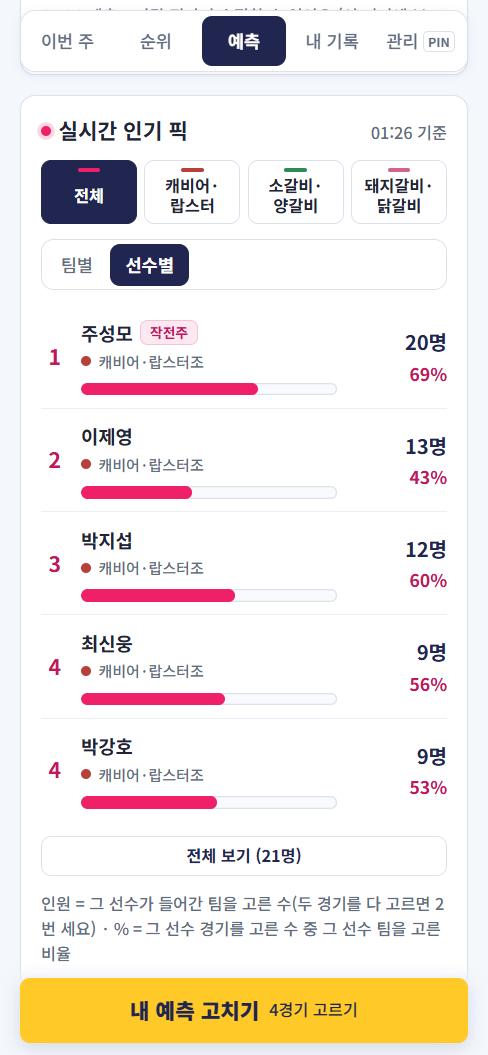 이번 주
순위
예측
내 기록
관리 PIN
실시간 인기 픽
01:26 기준
전체
캐비어·
랍스터
소갈비·
양갈비
돼지갈비·
닭갈비
팀별
선수별
1
주성모 작전주
캐비어·랍스터조
20명
69%
2
이제영
캐비어·랍스터조
13명
43%
3
박지섭
캐비어·랍스터조
12명
60%
4
최신웅
캐비어·랍스터조
9명
56%
4
박강호
캐비어·랍스터조
9명
53%
전체 보기 (21명)
인원 = 그 선수가 들어간 팀을 고른 수(두 경기를 다 고르면 2
번 세요) · % = 그 선수 경기를 고른 수 중 그 선수 팀을 고른
비율
내 예측 고치기 4경기 고르기